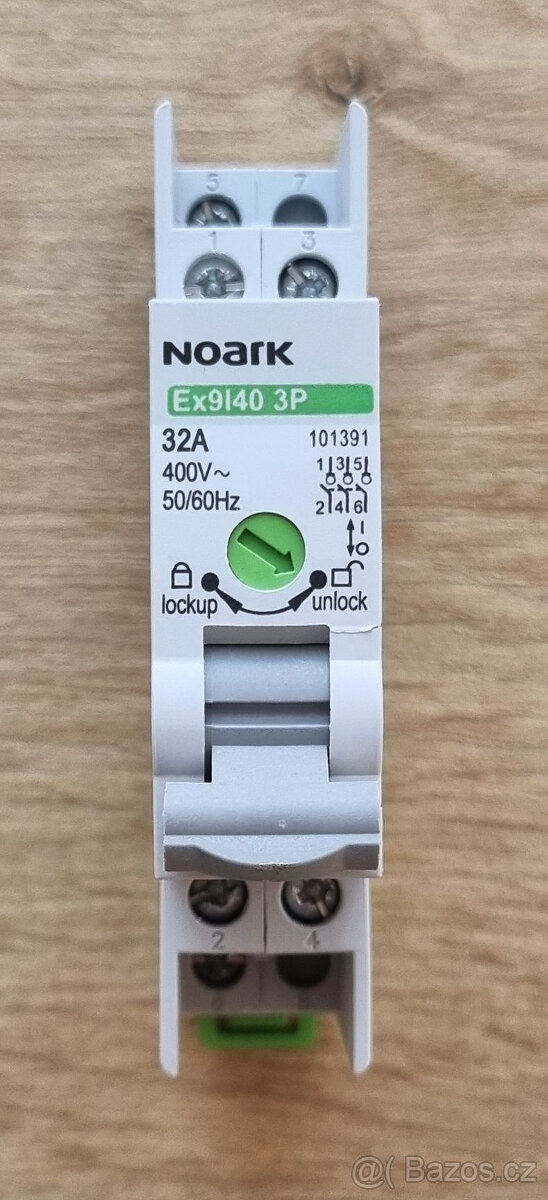 5 7
1 3
NOARK
Ex9I40 3P
32A 101391
400V~ 1 3 5
50/60Hz 2 4 6
I
O
lockup unlock
2 4
@( Bazos.cz